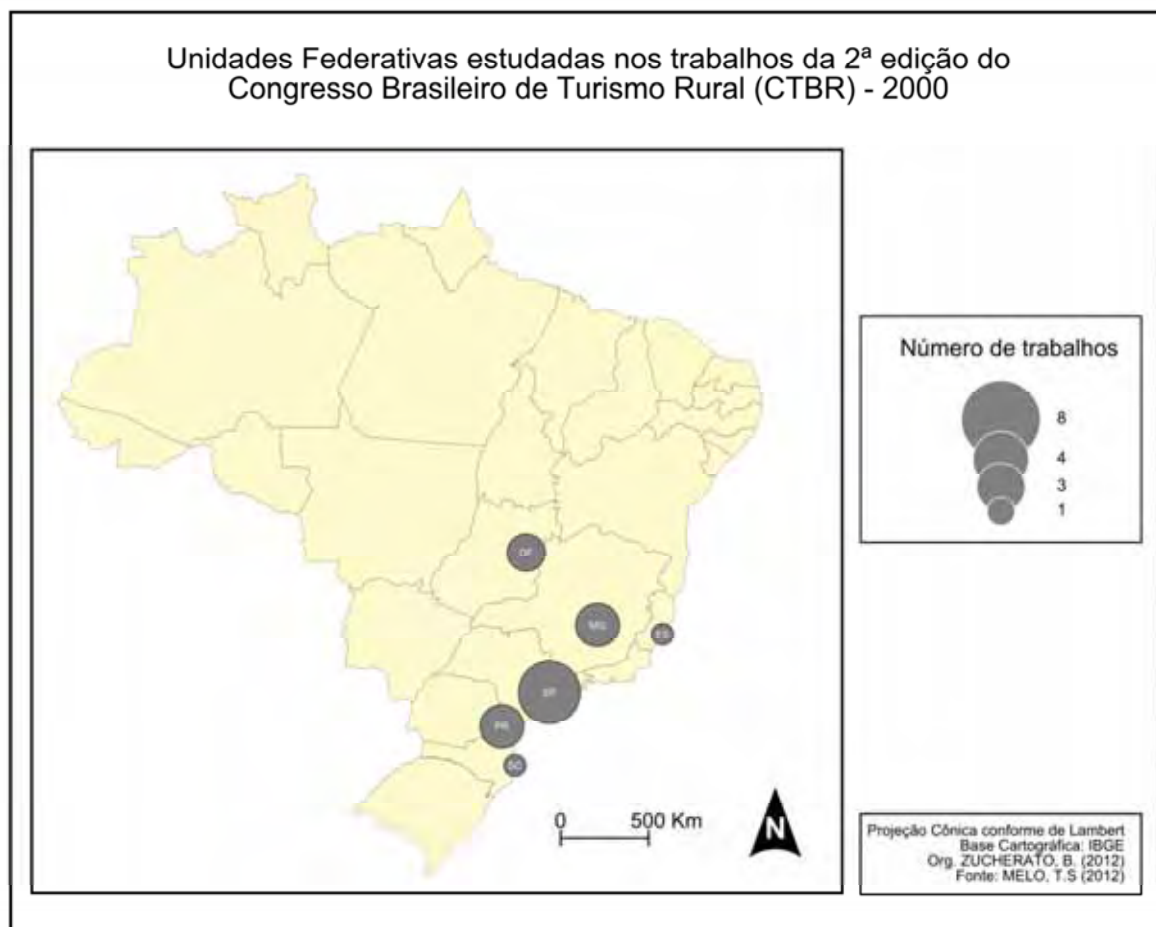 Unidades Federativas estudadas nos trabalhos da 2ª edição do
Congresso Brasileiro de Turismo Rural (CTBR) - 2000
Número de trabalhos
8
4
3
1
DF
MG
ES
SP
PR
SC
0 500 Km
N
Projeção Cônica conforme de Lambert
Base Cartográfica: IBGE
Org. ZUCHERATO, B. (2012)
Fonte: MELO, T.S (2012)